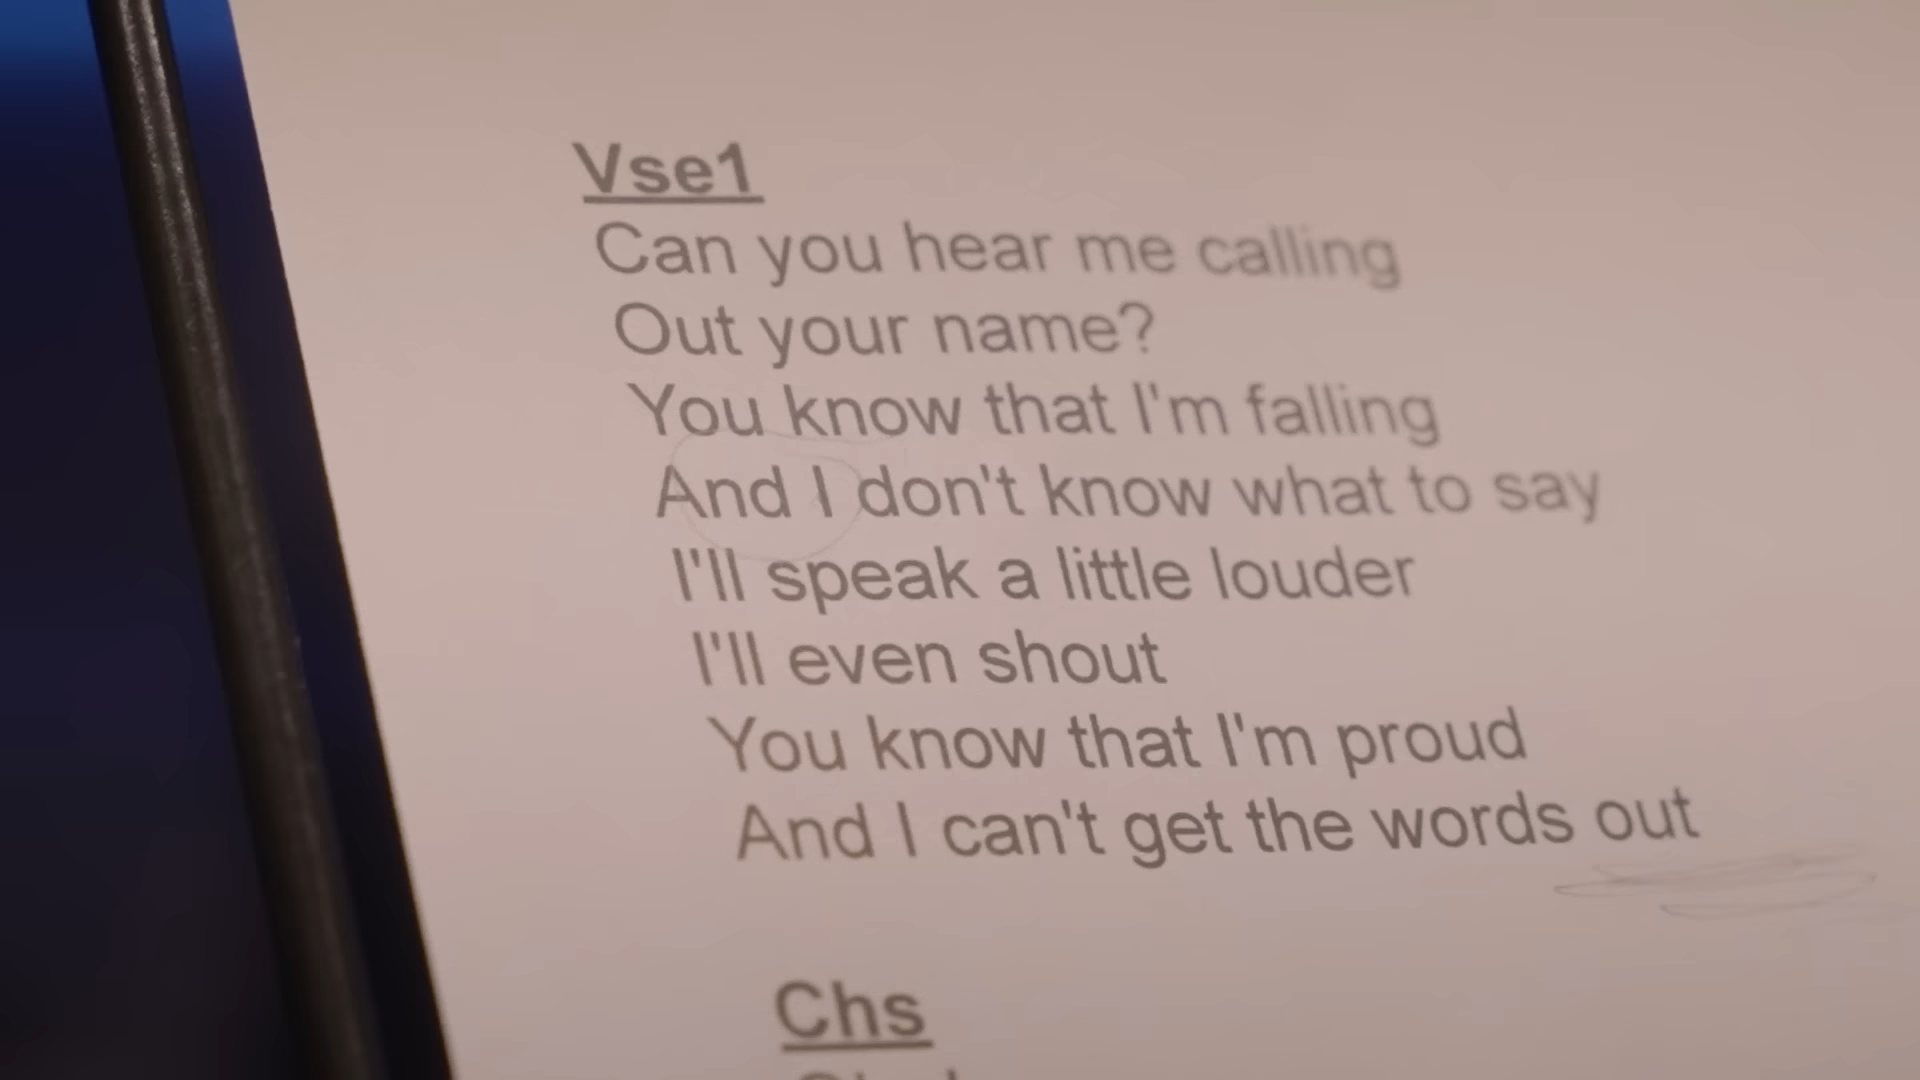 Vse1
Can you hear me calling
Out your name?
You know that I'm falling
And I don't know what to say
I'll speak a little louder
I'll even shout
You know that I'm proud
And I can't get the words out
Chs